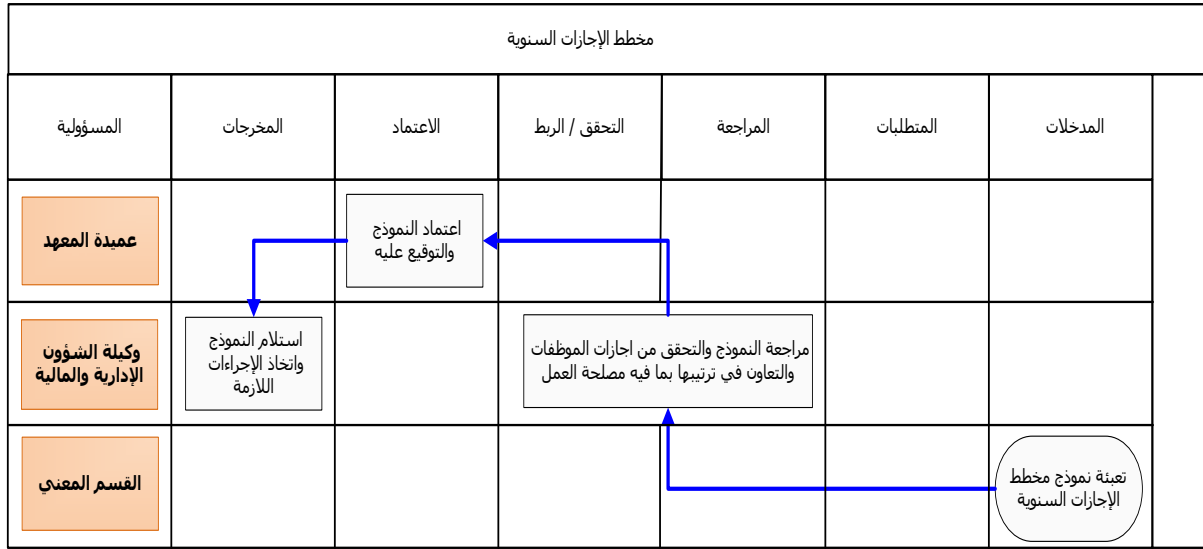 مخطط الإجازات السنوية
المدخلات
المتطلبات
المراجعة
التحقق / الربط
الاعتماد
المخرجات
المسؤولية
اعتماد النموذج
والتوقيع عليه
عميدة المعهد
مراجعة النموذج والتحقق من اجازات الموظفات
والتعاون في ترتيبها بما فيه مصلحة العمل
استلام النموذج
واتخاذ الإجراءات
اللازمة
وكيلة الشؤون
الإدارية والمالية
تعبئة نموذج مخطط
الإجازات السنوية
القسم المعني